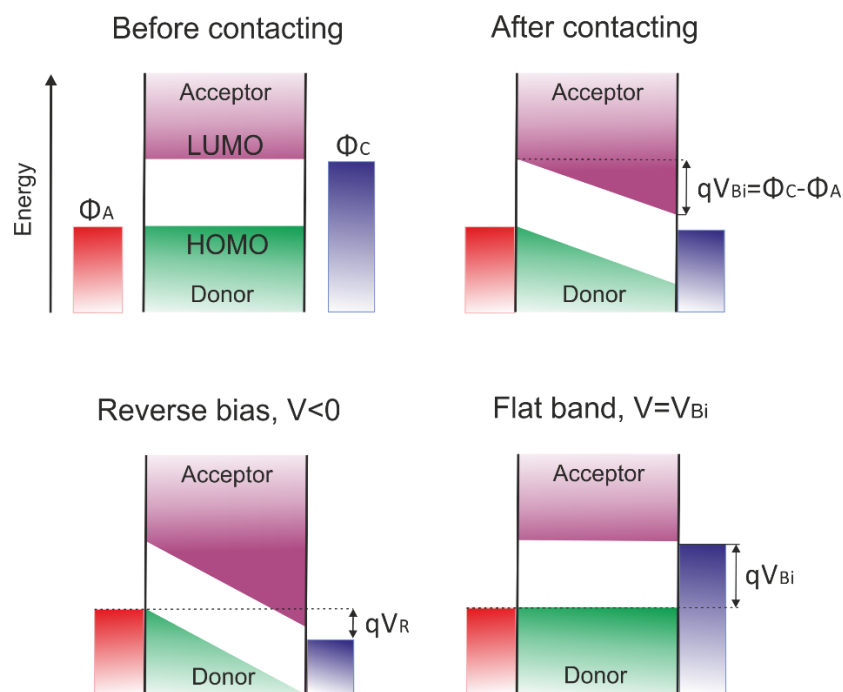 Before contacting
After contacting
Energy
Acceptor
LUMO
ΦA
ΦC
HOMO
Donor
Acceptor
qVBi=ΦC-ΦA
Donor
Reverse bias, V<0
Flat band, V=VBi
Acceptor
qVR
Donor
Acceptor
qVBi
Donor